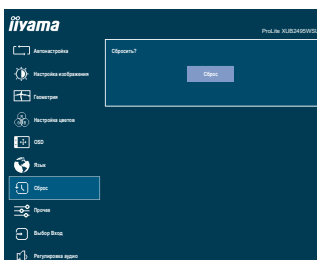 iiyama
ProLite XUB2495WSU
Автонастройка
Сбросить?
Настройка изображения
Сброс
Геометрия
Настройка цветов
OSD
Язык
Сброс
Прочее
Выбор Вход
Регулировка аудио